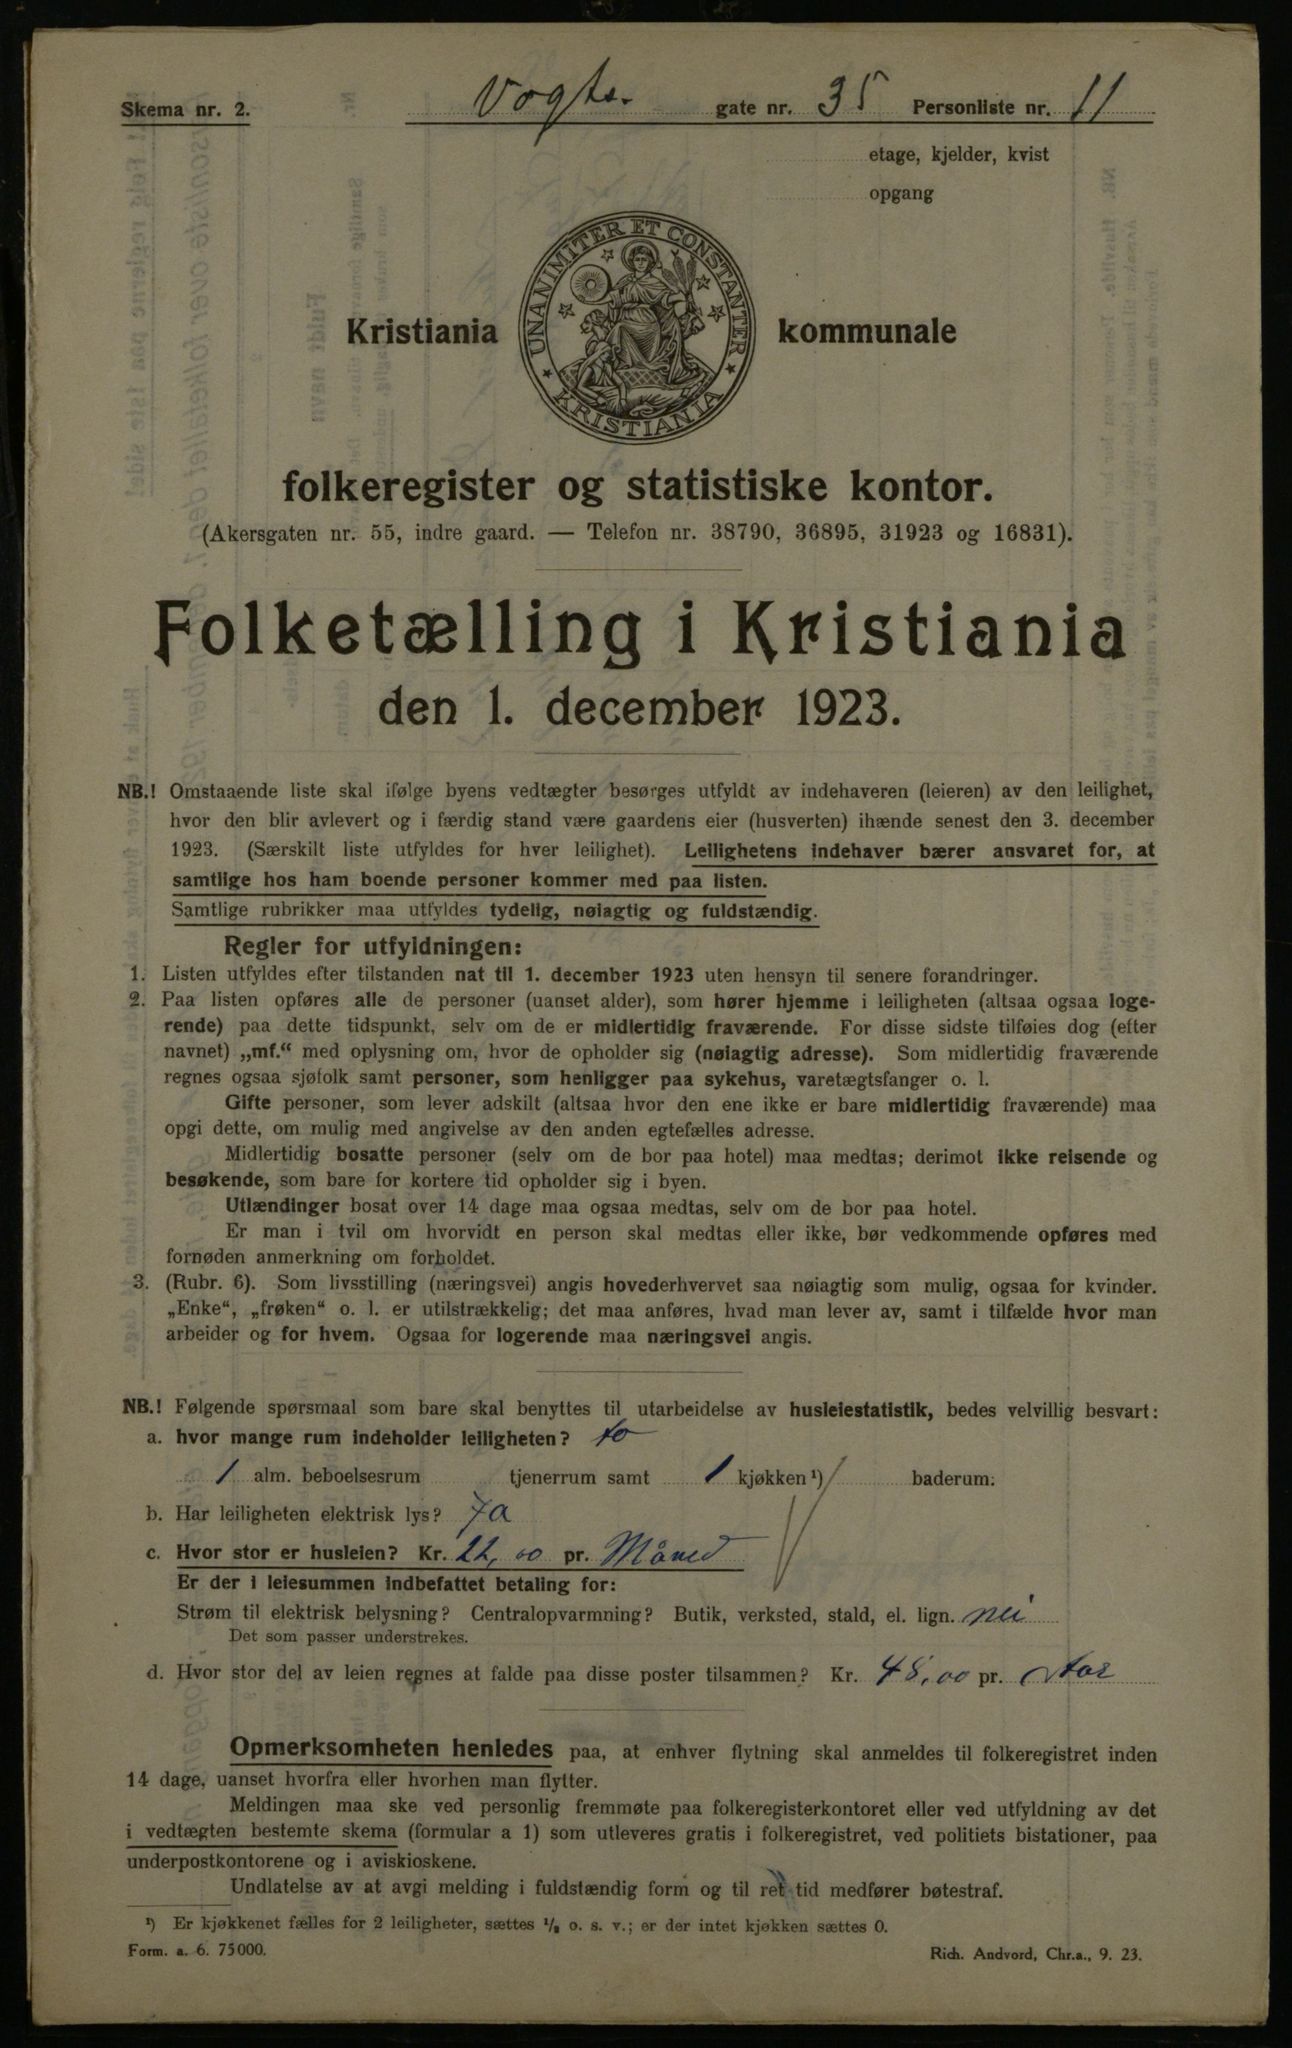 Skema nr. 2. Vogts. gate nr. 35 Personliste nr. 11
etage, kjelder, kvist
opgang
UNANIMITER ET CONSTANTER
KRISTIANIA
Kristiania kommunale
folkeregister og statistiske kontor.
(Akersgaten nr. 55, indre gaard. — Telefon nr. 38790, 36895, 31923 og 16831).
Folketælling i Kristiania
den 1. december 1923.
NB.! Omstaaende liste skal ifølge byens vedtægter besørges utfyldt av indehaveren (leieren) av den leilighet,
hvor den blir avlevert og i færdig stand være gaardens eier (husverten) ihænde senest den 3. december
1923. (Særskilt liste utfyldes for hver leilighet). Leilighetens indehaver bærer ansvaret for, at
samtlige hos ham boende personer kommer med paa listen.
Samtlige rubrikker maa utfyldes tydelig, nøiagtig og fuldstændig.
Regler for utfyldningen:
1. Listen utfyldes efter tilstanden nat til 1. december 1923 uten hensyn til senere forandringer.
2. Paa listen opføres alle de personer (uanset alder), som hører hjemme i leiligheten (altsaa ogsaa loge-
rende) paa dette tidspunkt, selv om de er midlertidig fraværende. For disse sidste tilføies dog (efter
navnet) „mf.“ med oplysning om, hvor de opholder sig (nøiagtig adresse). Som midlertidig fraværende
regnes ogsaa sjøfolk samt personer, som henligger paa sykehus, varetægtsfanger o. l.
Gifte personer, som lever adskilt (altsaa hvor den ene ikke er bare midlertidig fraværende) maa
opgi dette, om mulig med angivelse av den anden egtefælles adresse.
Midlertidig bosatte personer (selv om de bor paa hotel) maa medtas; derimot ikke reisende og
besøkende, som bare for kortere tid opholder sig i byen.
Utlændinger bosat over 14 dage maa ogsaa medtas, selv om de bor paa hotel.
Er man i tvil om hvorvidt en person skal medtas eller ikke, bør vedkommende opføres med
fornøden anmerkning om forholdet.
3. (Rubr. 6). Som livsstilling (næringsvei) angis hovederhvervet saa nøiagtig som mulig, ogsaa for kvinder.
„Enke“, „frøken“ o. l. er utilstrækkelig; det maa anføres, hvad man lever av, samt i tilfælde hvor man
arbeider og for hvem. Ogsaa for logerende maa næringsvei angis.
NB.! Følgende spørsmaal som bare skal benyttes til utarbeidelse av husleiestatistik, bedes velvillig besvart:
a. hvor mange rum indeholder leiligheten? to
1 alm. beboelsesrum tjenerrum samt 1 kjøkken ¹) / baderum.
b. Har leiligheten elektrisk lys? Ja
c. Hvor stor er husleien? Kr. 22,00 pr. Måned
Er der i leiesummen indbefattet betaling for:
Strøm til elektrisk belysning? Centralopvarmning? Butik, verksted, stald, el. lign. nei
Det som passer understrekes.
d. Hvor stor del av leien regnes at falde paa disse poster tilsammen? Kr. 48,00 pr. Aar
Opmerksomheten henledes paa, at enhver flytning skal anmeldes til folkeregistret inden
14 dage, uanset hvorfra eller hvorhen man flytter.
Meldingen maa ske ved personlig fremmøte paa folkeregisterkontoret eller ved utfyldning av det
i vedtægten bestemte skema (formular a 1) som utleveres gratis i folkeregistret, ved politiets bistationer, paa
underpostkontorene og i aviskioskene.
Undlatelse av at avgi melding i fuldstændig form og til ret tid medfører bøtestraf.
¹) Er kjøkkenet fælles for 2 leiligheter, sættes ½ o. s. v.; er der intet kjøkken sættes 0.
Form. a. 6. 75000. Rich. Andvord, Chr.a., 9. 23.